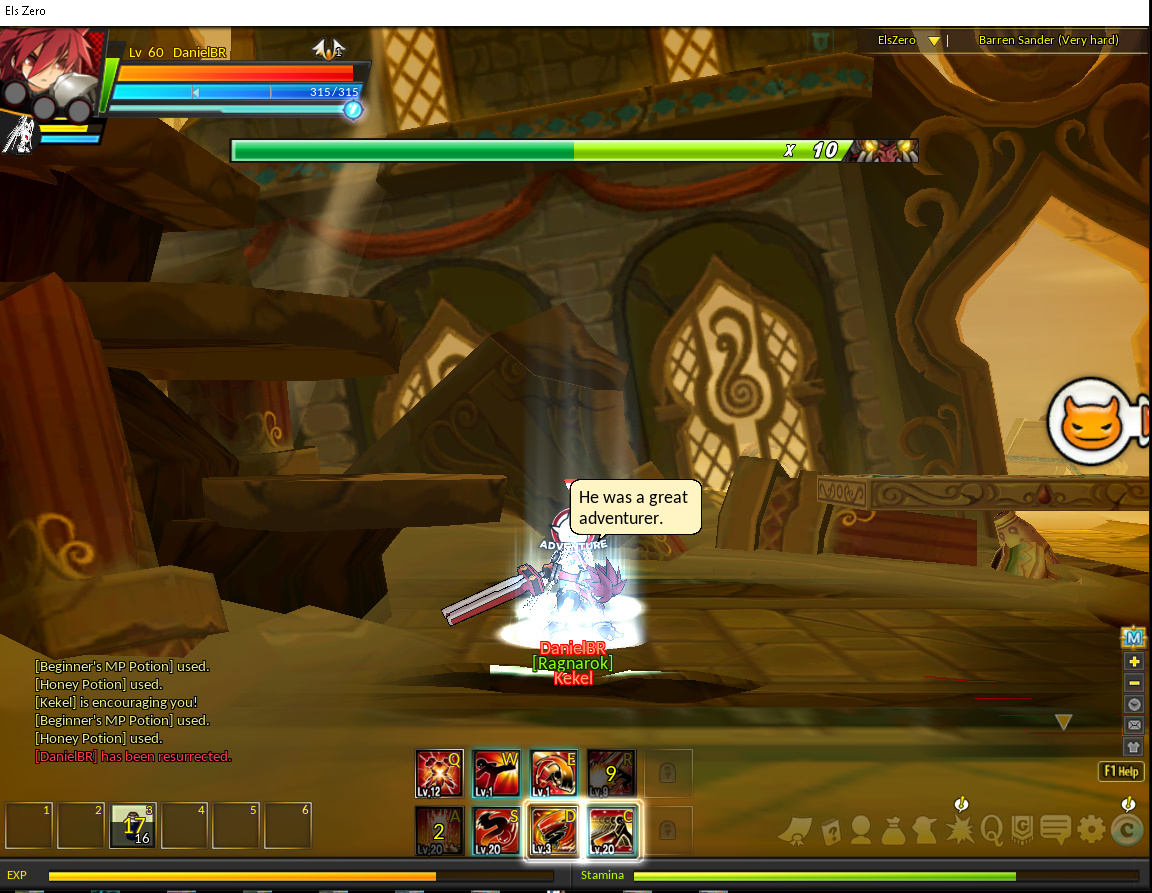 Els Zero
Lv 60 DanielBR
1
ElsZero
Barren Sander (Very hard)
315/315
x 10
He was a great
adventurer.
ADVENTURE
DanielBR
[Ragnarok]
Kekel
[Beginner's MP Potion] used.
[Honey Potion] used.
[Kekel] is encouraging you!
[Beginner's MP Potion] used.
[Honey Potion] used.
[DanielBR] has been resurrected.
M
F1 Help
Q W E R
9
Lv.12 Lv.1 Lv.1 Lv.9
1 2 3 4 5 6
17
16
A S D C
2
Lv.20 Lv.20 Lv.3 Lv.20
EXP
Stamina